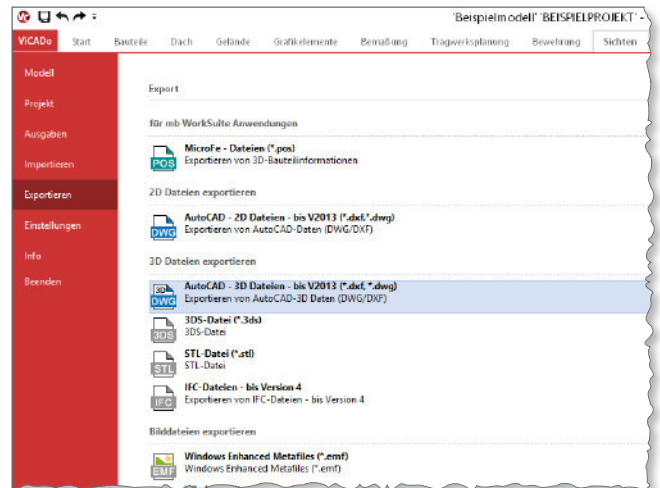 'Beispielmodell' 'BEISPIELPROJEKT' -
ViCADo Start Bauteile Dach Gelände Grafikelemente Bemaßung Tragwerksplanung Bewehrung Sichten
Modell
Projekt
Ausgaben
Importieren
Exportieren
Einstellungen
Info
Beenden
Export
für mb WorkSuite Anwendungen
POS
MicroFe - Dateien (*.pos)
Exportieren von 3D-Bauteilinformationen
2D Dateien exportieren
DWG
AutoCAD - 2D Dateien - bis V2013 (*.dxf,*.dwg)
Exportieren von AutoCAD-Daten (DWG/DXF)
3D Dateien exportieren
3D
DWG
AutoCAD - 3D Dateien - bis V2013 (*.dxf, *.dwg)
Exportieren von AutoCAD-3D Daten (DWG/DXF)
3DS
3DS-Datei (*.3ds)
3DS-Datei
STL
STL-Datei (*.stl)
STL-Datei
IFC
IFC-Dateien - bis Version 4
Exportieren von IFC-Dateien - bis Version 4
Bilddateien exportieren
EMF
Windows Enhanced Metafiles (*.emf)
Windows Enhanced Metafiles (*.emf)